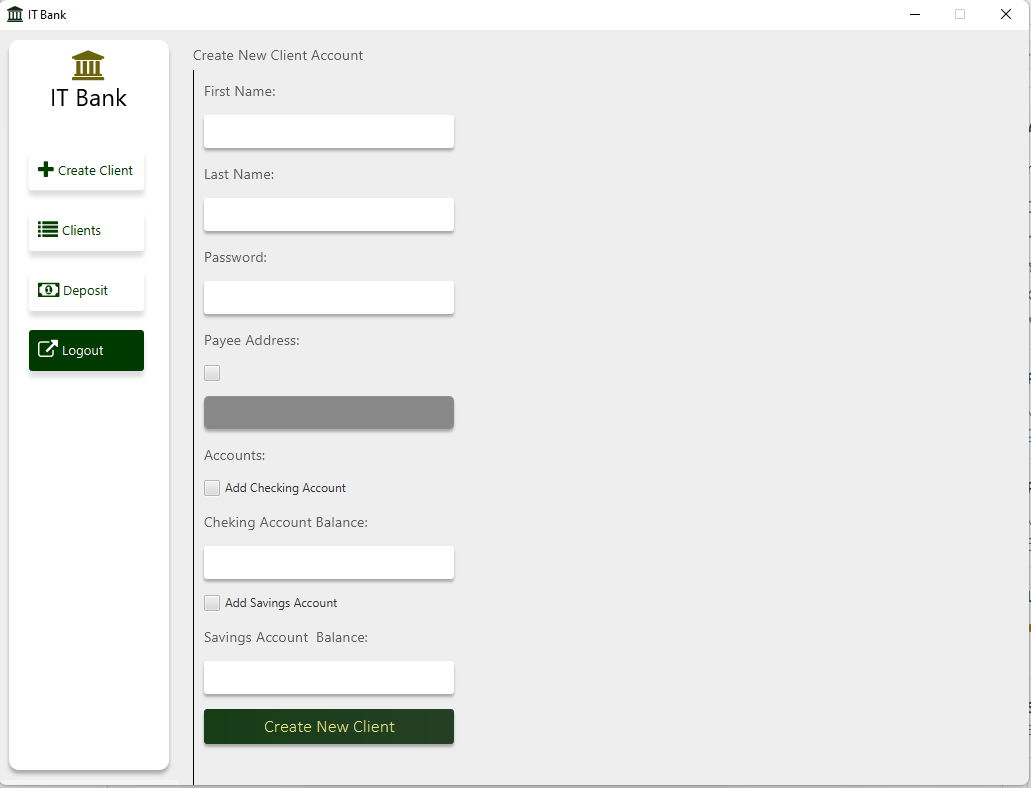 IT Bank
IT Bank
Create Client
Clients
Deposit
Logout
Create New Client Account
First Name:
Last Name:
Password:
Payee Address:
Accounts:
Add Checking Account
Cheking Account Balance:
Add Savings Account
Savings Account  Balance:
Create New Client